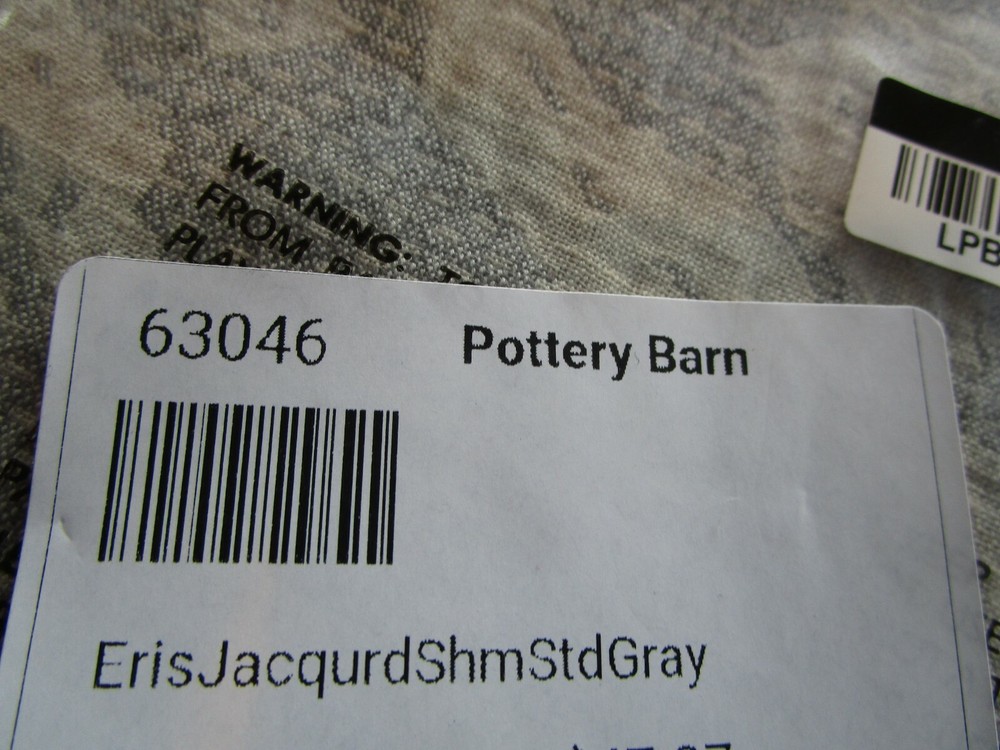 WARNING:
FROM
63046 Pottery Barn
ErisJacqurdShmStdGray
LPB